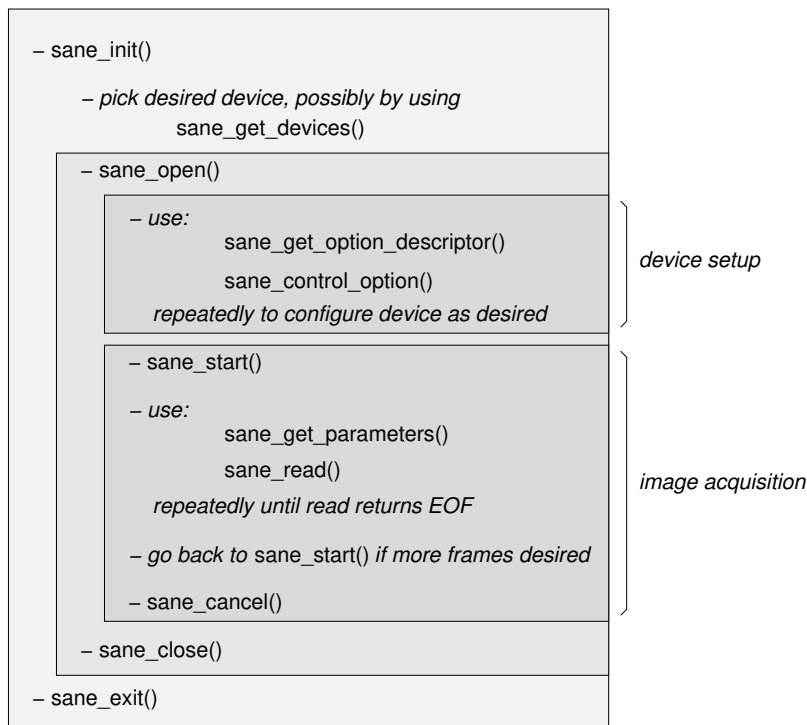 – sane_init()
– pick desired device, possibly by using
sane_get_devices()
– sane_open()
– use:
sane_get_option_descriptor()
sane_control_option()
repeatedly to configure device as desired
device setup
– sane_start()
– use:
sane_get_parameters()
sane_read()
repeatedly until read returns EOF
– go back to sane_start() if more frames desired
– sane_cancel()
image acquisition
– sane_close()
– sane_exit()